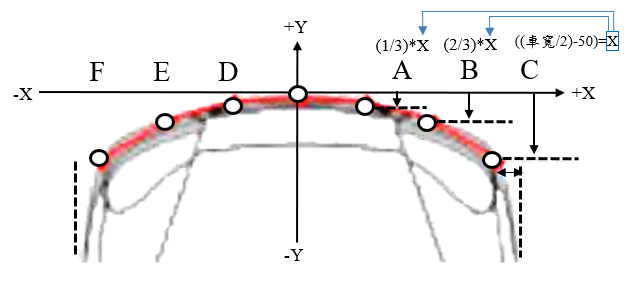 +Y
(1/3)*X (2/3)*X ((車寬/2)-50)=X
F E D A B C
-X +X
-Y